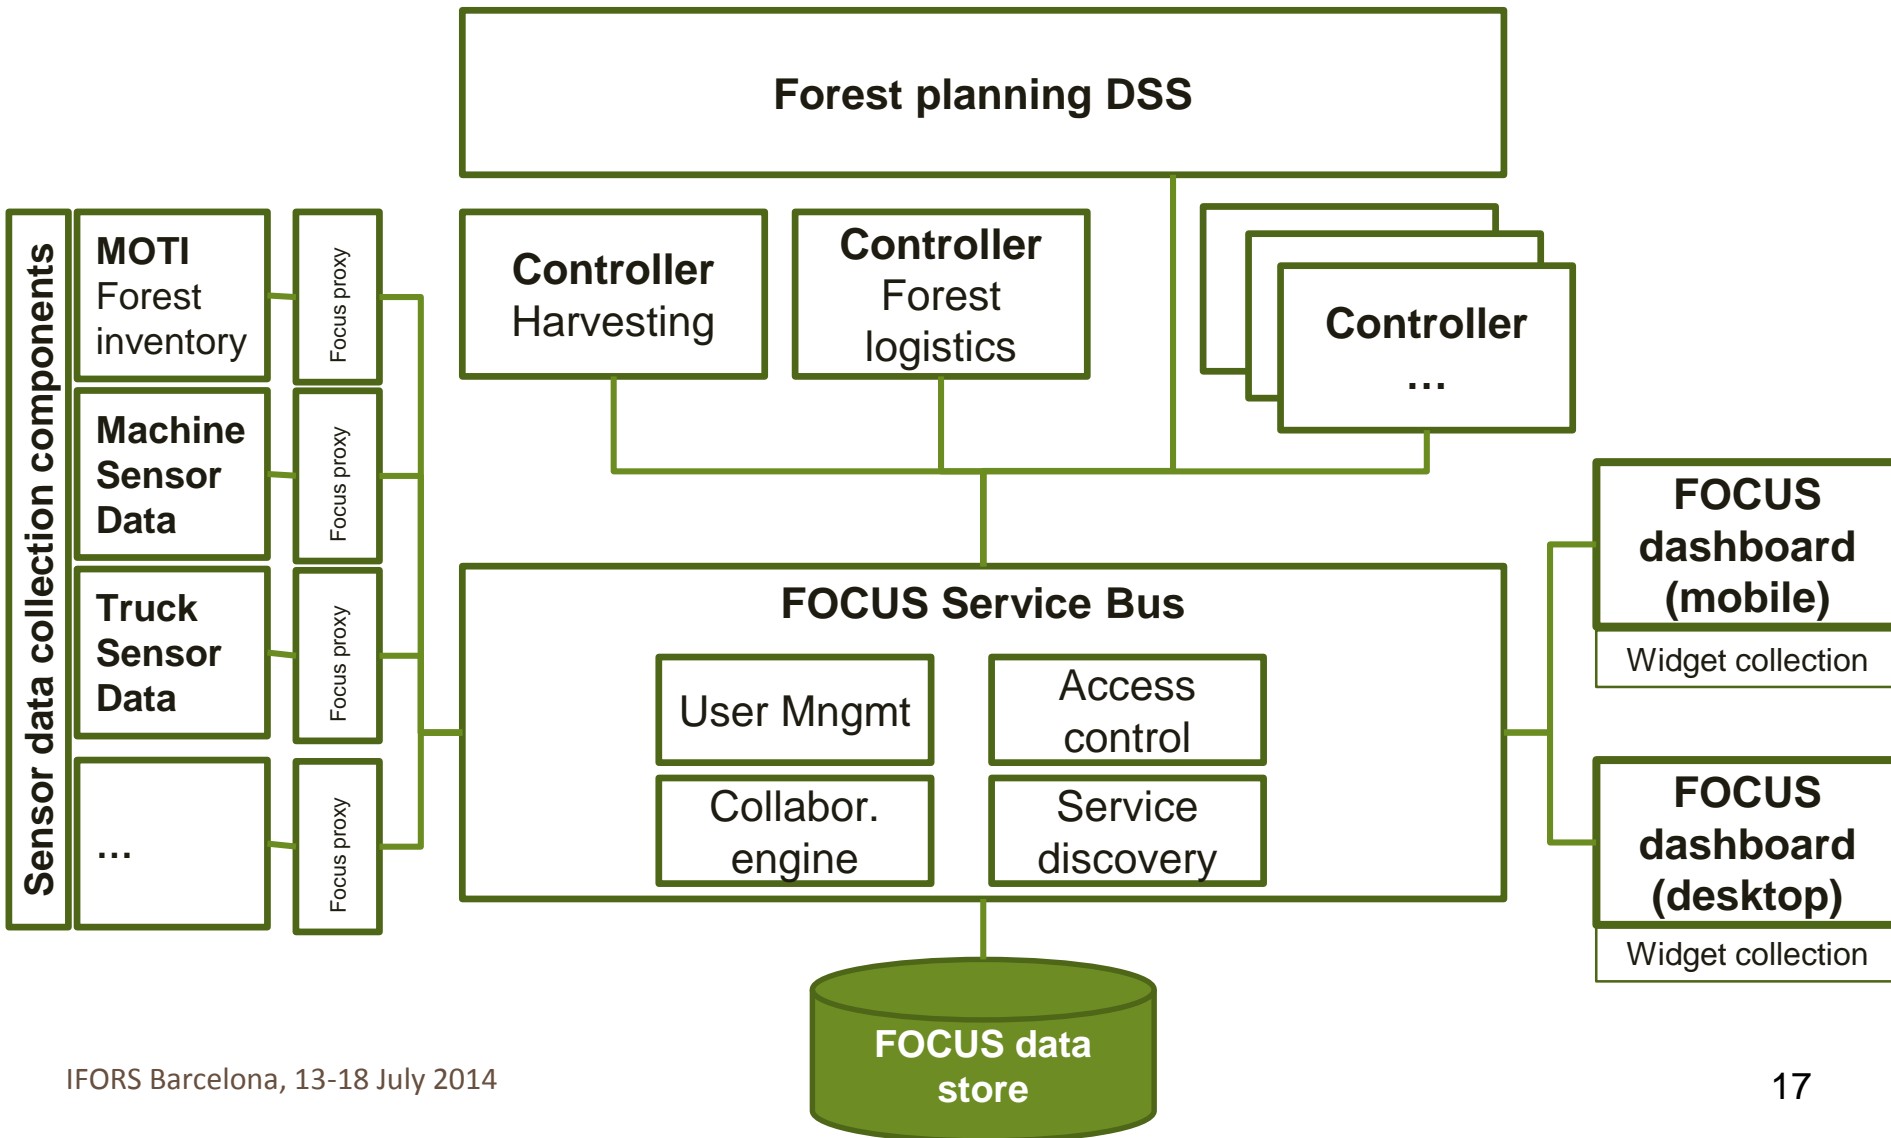 Forest planning DSS
Sensor data collection components
MOTI
Forest
inventory
Focus proxy
Machine
Sensor
Data
Focus proxy
Truck
Sensor
Data
Focus proxy
...
Focus proxy
Controller
Harvesting
Controller
Forest
logistics
Controller
...
FOCUS Service Bus
User Mngmt
Access
control
Collabor.
engine
Service
discovery
FOCUS
dashboard
(mobile)
Widget collection
FOCUS
dashboard
(desktop)
Widget collection
FOCUS data
store
IFORS Barcelona, 13-18 July 2014
17